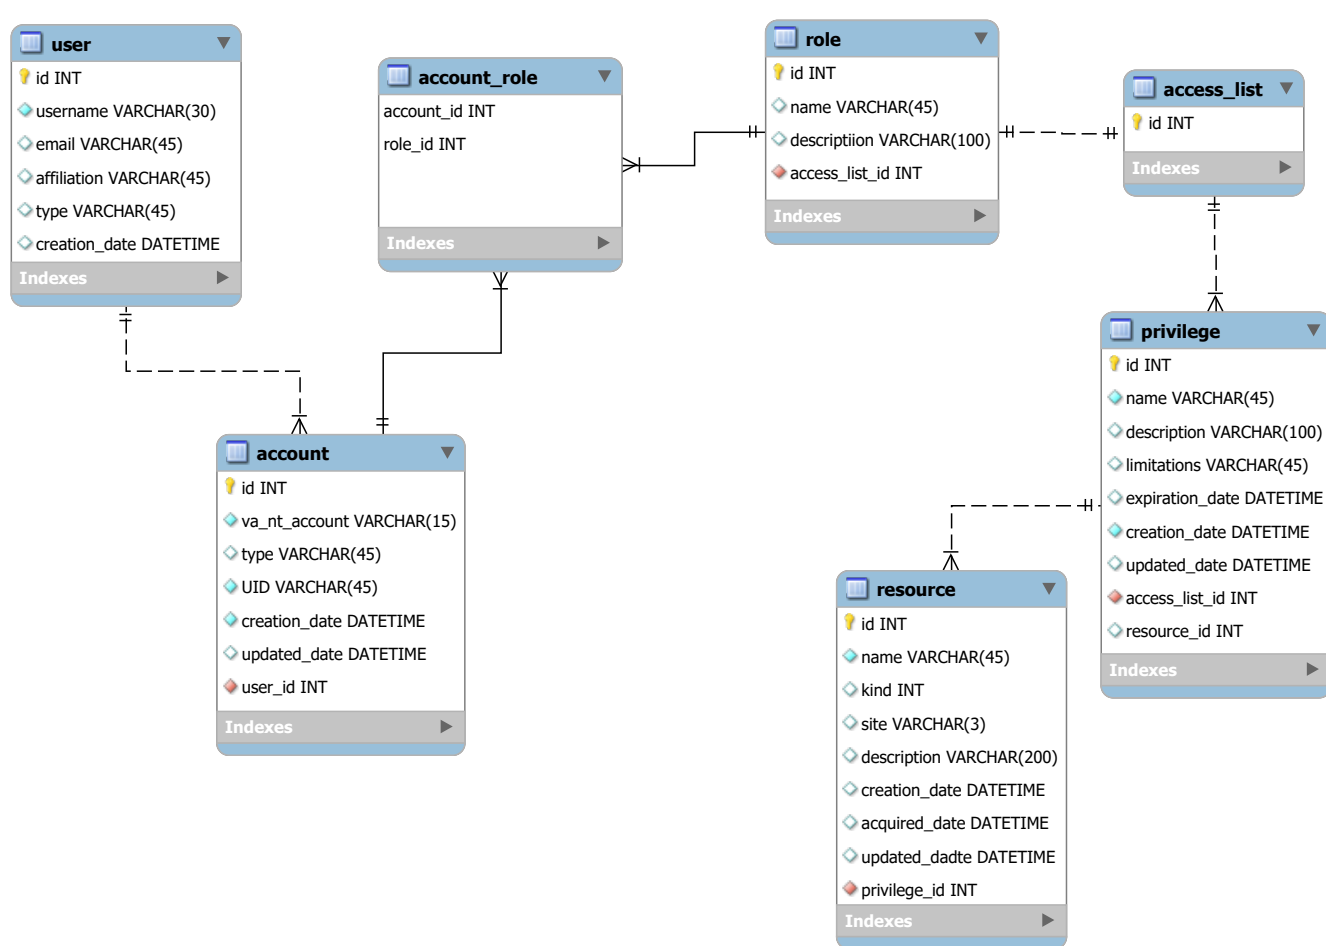 user
id INT
username VARCHAR(30)
email VARCHAR(45)
affiliation VARCHAR(45)
type VARCHAR(45)
creation_date DATETIME
Indexes
account_role
account_id INT
role_id INT
Indexes
role
id INT
name VARCHAR(45)
descriptiion VARCHAR(100)
access_list_id INT
Indexes
access_list
id INT
Indexes
privilege
id INT
name VARCHAR(45)
description VARCHAR(100)
limitations VARCHAR(45)
expiration_date DATETIME
creation_date DATETIME
updated_date DATETIME
access_list_id INT
resource_id INT
Indexes
account
id INT
va_nt_account VARCHAR(15)
type VARCHAR(45)
UID VARCHAR(45)
creation_date DATETIME
updated_date DATETIME
user_id INT
Indexes
resource
id INT
name VARCHAR(45)
kind INT
site VARCHAR(3)
description VARCHAR(200)
creation_date DATETIME
acquired_date DATETIME
updated_dadte DATETIME
privilege_id INT
Indexes